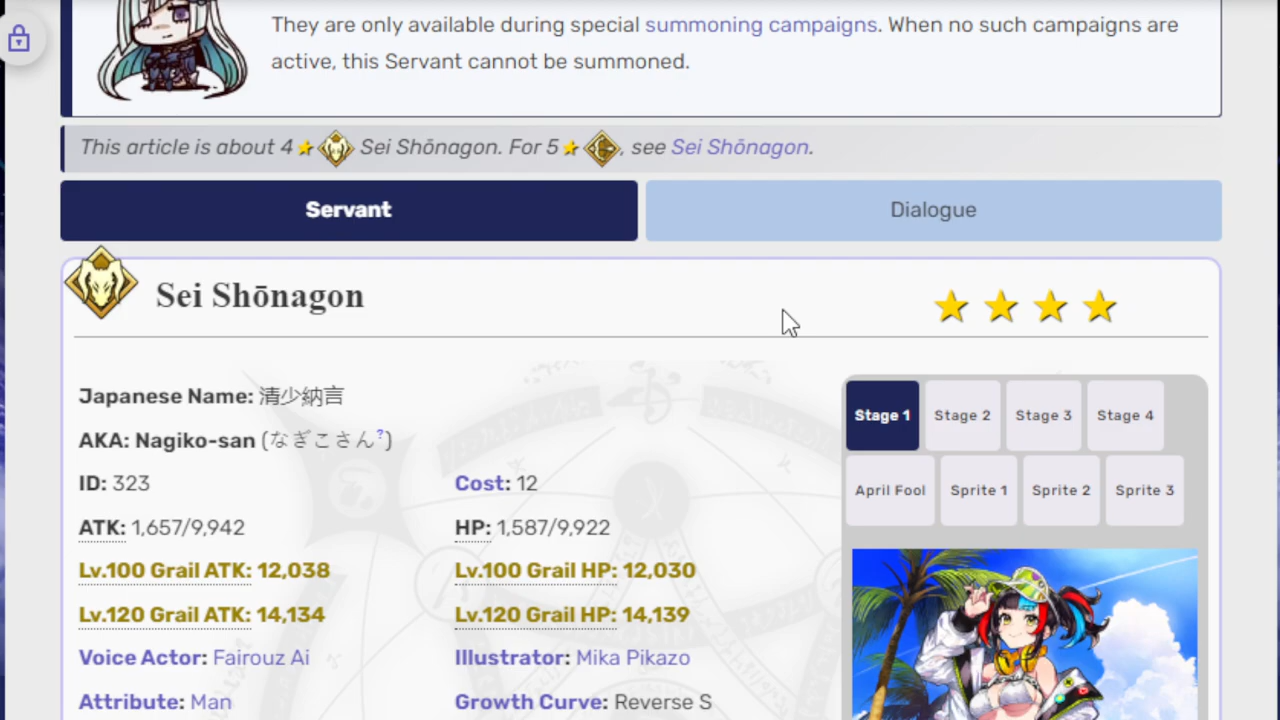 They are only available during special summoning campaigns. When no such campaigns are
active, this Servant cannot be summoned.
This article is about 4 Sei Shōnagon. For 5, see Sei Shōnagon.
Servant
Dialogue
Sei Shōnagon
Japanese Name: 清少納言
AKA: Nagiko-san (なぎこさん?)
ID: 323
Cost: 12
ATK: 1,657/9,942
HP: 1,587/9,922
Lv.100 Grail ATK: 12,038
Lv.100 Grail HP: 12,030
Lv.120 Grail ATK: 14,134
Lv.120 Grail HP: 14,139
Voice Actor: Fairouz Ai
Illustrator: Mika Pikazo
Attribute: Man
Growth Curve: Reverse S
Stage 1
Stage 2
Stage 3
Stage 4
April Fool
Sprite 1
Sprite 2
Sprite 3